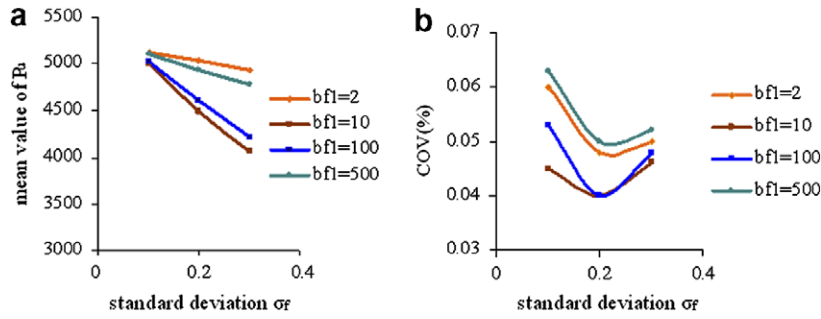 a
5500
5000
4500
4000
3500
3000
0
0.2
0.4
mean value of Ri
standard deviation σf
bf1=2
bf1=10
bf1=100
bf1=500
b
0.07
0.06
0.05
0.04
0.03
0
0.2
0.4
COV(%)
standard deviation σf
bf1=2
bf1=10
bf1=100
bf1=500